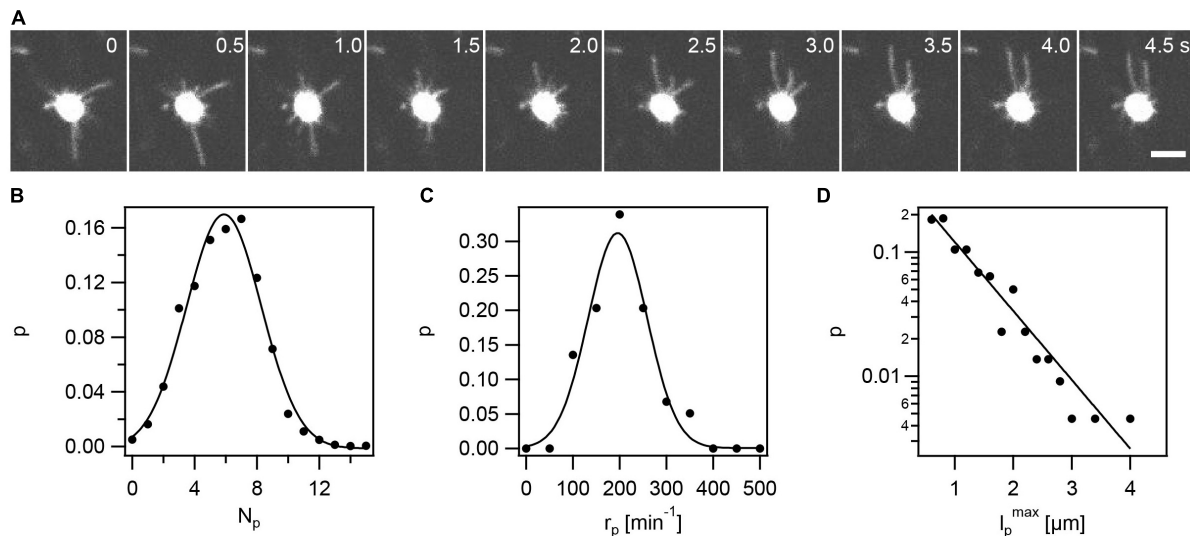 A
0 0.5 1.0 1.5 2.0 2.5 3.0 3.5 4.0 4.5 s
B
0.16
0.12
0.08
0.04
0.00
p
0 4 8 12
Np
C
0.30
0.25
0.20
0.15
0.10
0.05
0.00
p
0 100 200 300 400 500
rp [min⁻¹]
D
2
0.1
6
4
2
0.01
6
4
p
1 2 3 4
lp^max [µm]